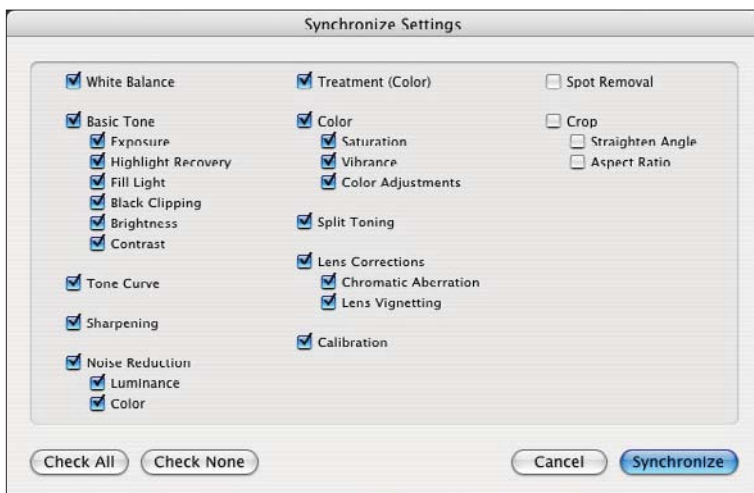 Synchronize Settings
White Balance
Basic Tone
Exposure
Highlight Recovery
Fill Light
Black Clipping
Brightness
Contrast
Tone Curve
Sharpening
Noise Reduction
Luminance
Color
Treatment (Color)
Color
Saturation
Vibrance
Color Adjustments
Split Toning
Lens Corrections
Chromatic Aberration
Lens Vignetting
Calibration
Spot Removal
Crop
Straighten Angle
Aspect Ratio
Check All
Check None
Cancel
Synchronize